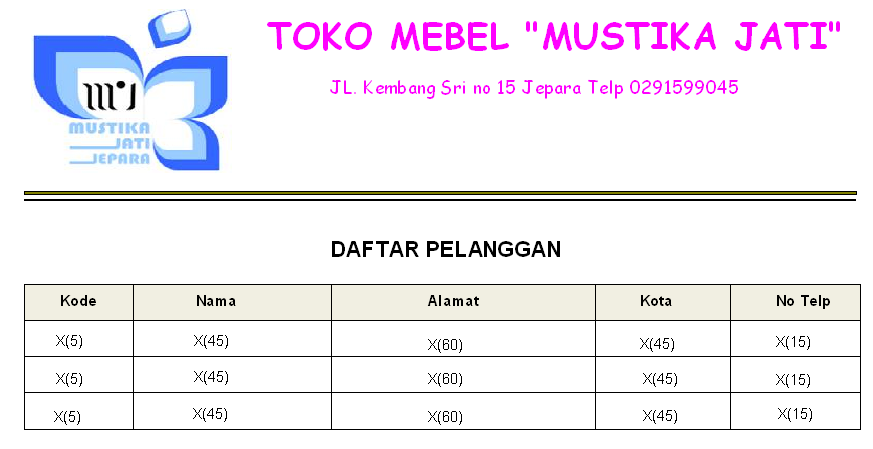 TOKO MEBEL "MUSTIKA JATI"
JL. Kembang Sri no 15 Jepara Telp 0291599045
MJ
MUSTIKA
JATI
JEPARA
DAFTAR PELANGGAN
Kode Nama Alamat Kota No Telp
X(5) X(45) X(60) X(45) X(15)
X(5) X(45) X(60) X(45) X(15)
X(5) X(45) X(60) X(45) X(15)